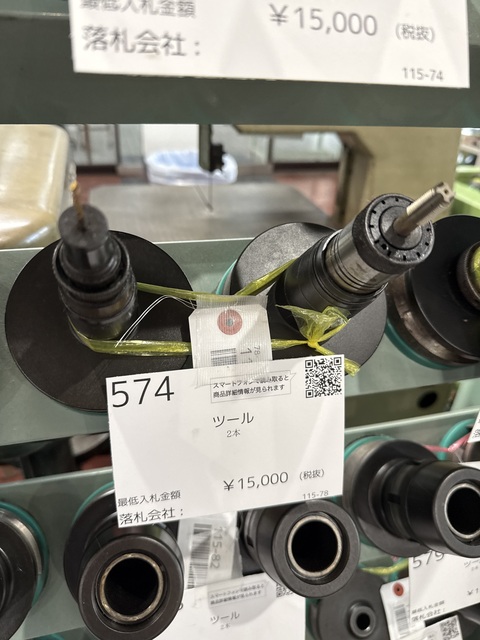 最低入札金額
¥15,000 (税抜)
落札会社:
115-74
574
スマートフォンで読み取ると
商品詳細情報が見られます
ツール
2本
最低入札金額
¥15,000 (税抜)
落札会社:
115-78
115-82
ツール
579